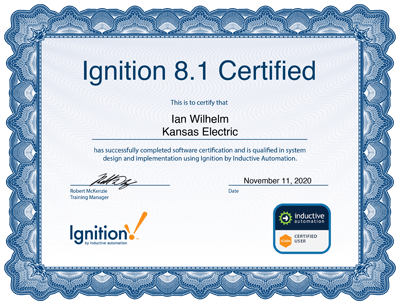 Ignition 8.1 Certified
This is to certify that
Ian Wilhelm
Kansas Electric
has successfully completed software certification and is qualified in system
design and implementation using Ignition by Inductive Automation.
November 11, 2020
Robert McKenzie
Date
Training Manager
Ignition!
by inductive automation
inductive
automation
CERTIFIED
USER